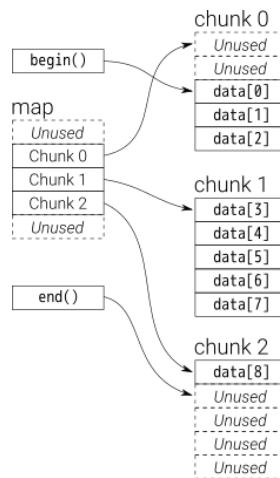 begin()
map
Unused
Chunk 0
Chunk 1
Chunk 2
Unused
end()
chunk 0
Unused
Unused
data[0]
data[1]
data[2]
chunk 1
data[3]
data[4]
data[5]
data[6]
data[7]
chunk 2
data[8]
Unused
Unused
Unused
Unused